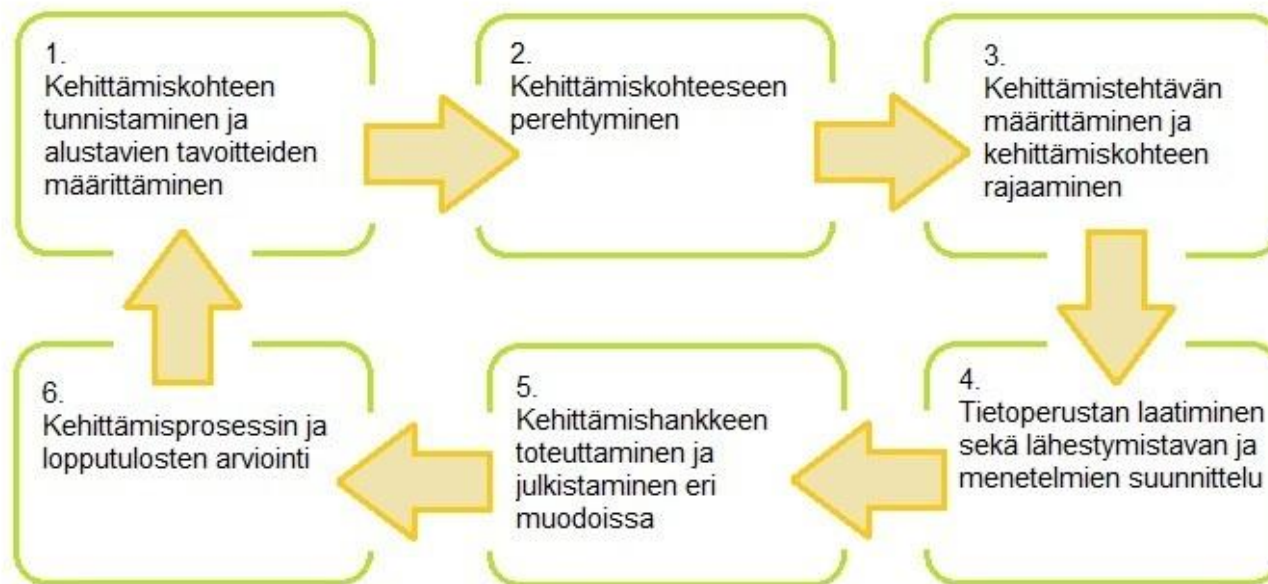 1.
Kehittämiskohteen
tunnistaminen ja
alustavien tavoitteiden
määrittäminen
2.
Kehittämiskohteeseen
perehtyminen
3.
Kehittämistehtävän
määrittäminen ja
kehittämiskohteen
rajaaminen
4.
Tietoperustan laatiminen
sekä lähestymistavan ja
menetelmien suunnittelu
5.
Kehittämishankkeen
toteuttaminen ja
julkistaminen eri
muodoissa
6.
Kehittämisprosessin ja
lopputulosten arviointi